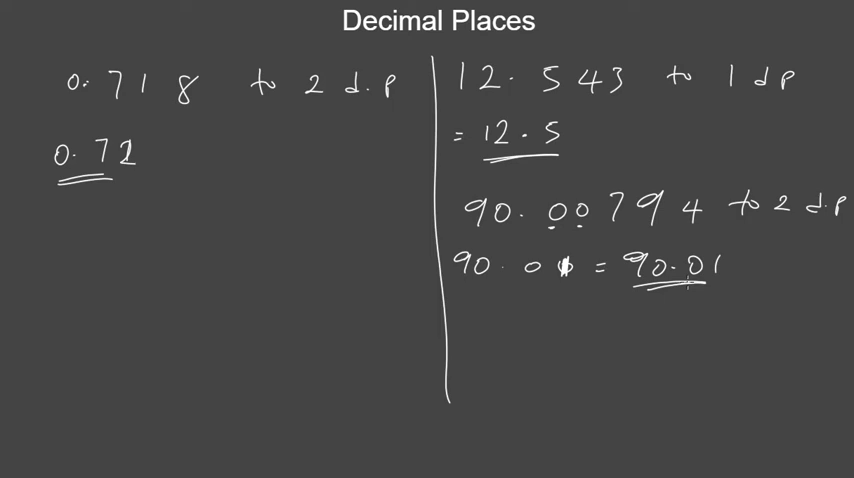 Decimal Places
0.718 to 2 d.p
0.72
12.543 to 1 d p
= 12.5
90.00794 to 2 d.p
90.0 = 90.01